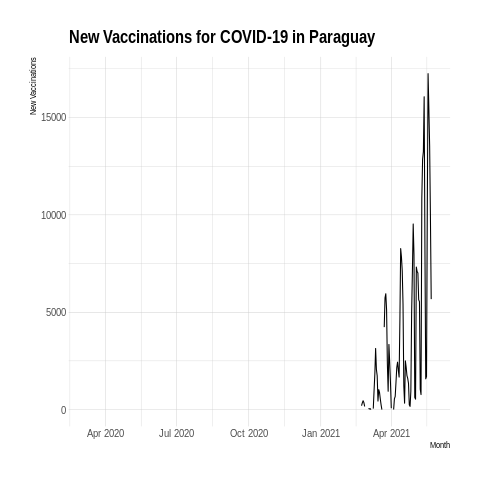 New Vaccinations for COVID-19 in Paraguay
New Vaccinations
15000
10000
5000
0
Apr 2020 Jul 2020 Oct 2020 Jan 2021 Apr 2021
Month